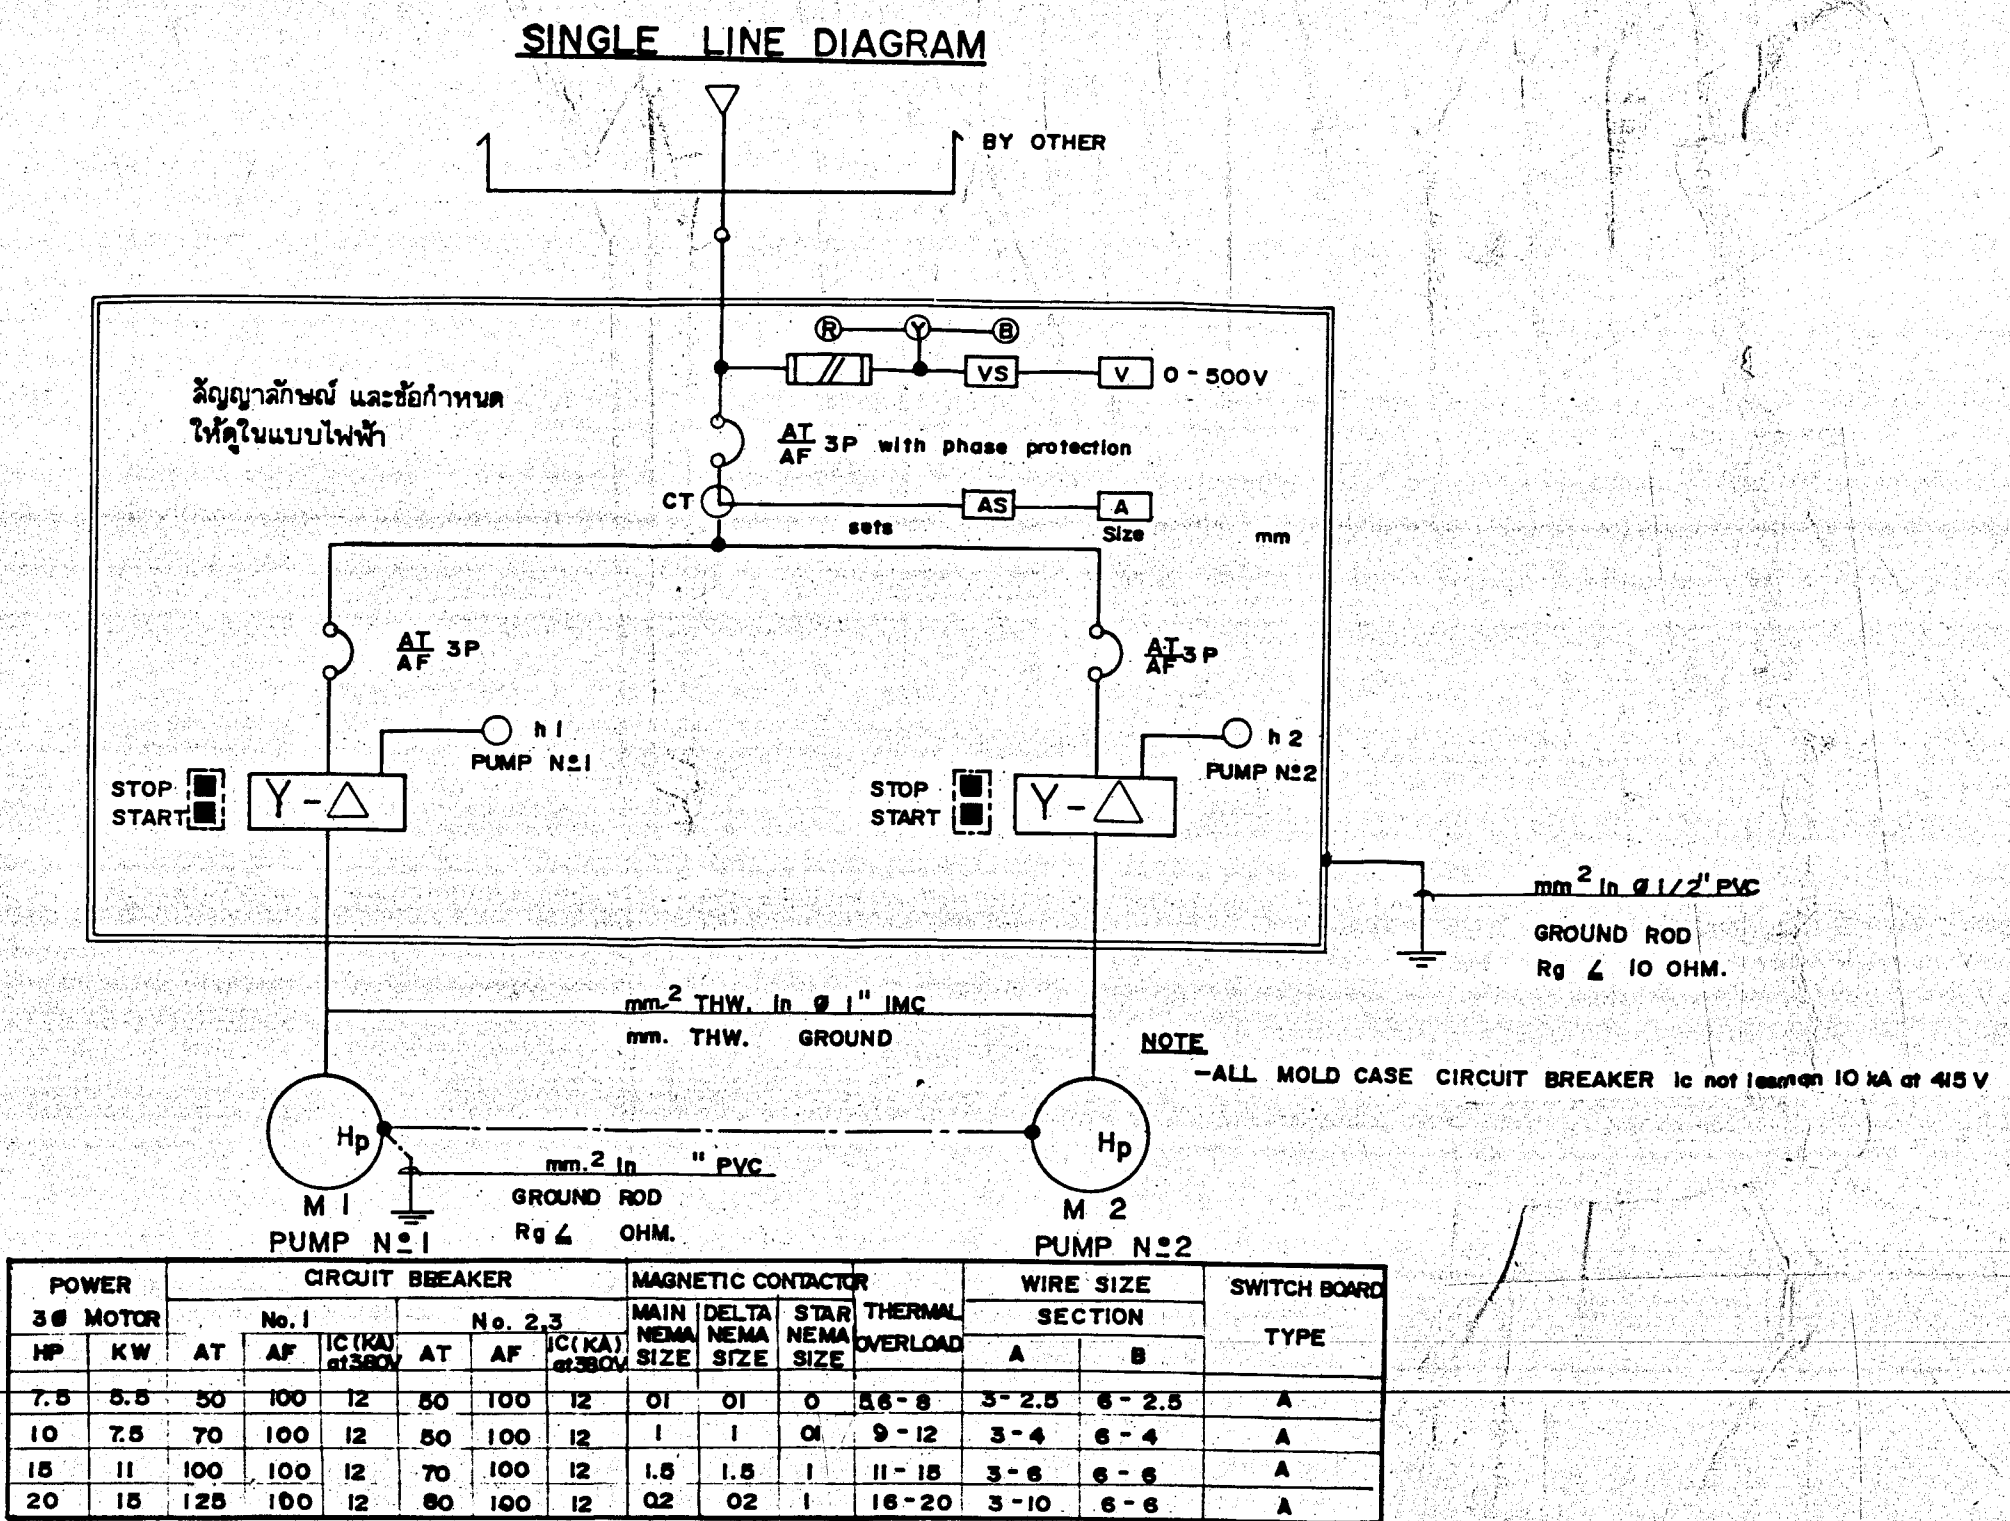 SINGLE LINE DIAGRAM
BY OTHER
R Y B
VS V 0 - 500V
สัญญาลักษณ์ และข้อกำหนด
ให้ดูในแบบไฟฟ้า
AT
AF 3P with phase protection
CT AS A
sets Size mm
AT
AF 3P
AT
AF 3P
h 1
PUMP Nº1
h 2
PUMP Nº2
STOP
START
Y - △
STOP
START
Y - △
mm² In Ø 1/2" PVC
GROUND ROD
Rg ∠ 10 OHM.
mm.² THW. In Ø 1" IMC
mm. THW. GROUND
NOTE
-ALL MOLD CASE CIRCUIT BREAKER Ic not 10 kA at 415 V
Hp
Hp
mm.² In " PVC
GROUND ROD
Rg ∠ OHM.
M 1
PUMP Nº1
M 2
PUMP Nº2
POWER CIRCUIT BREAKER MAGNETIC CONTACTOR WIRE SIZE SWITCH BOARD
3Ø MOTOR No. 1 No. 2,3 MAIN DELTA STAR THERMAL SECTION TYPE
HP KW AT AF IC (KA) at 380V AT AF IC (KA) at 380V NEMA SIZE NEMA SIZE NEMA SIZE OVERLOAD A B
7.5 5.5 50 100 12 50 100 12 01 01 0 5.6-8 3-2.5 6-2.5 A
10 7.5 70 100 12 50 100 12 1 1 01 9-12 3-4 6-4 A
15 11 100 100 12 70 100 12 1.5 1.5 1 11-15 3-6 6-6 A
20 15 125 100 12 80 100 12 02 02 1 16-20 3-10 6-6 A